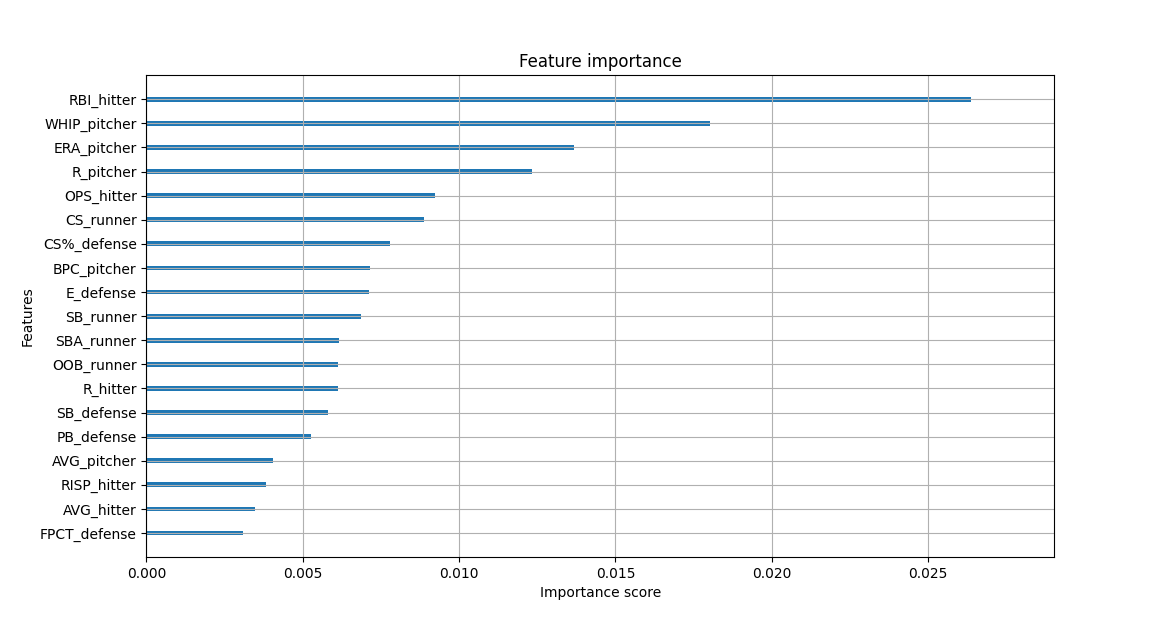 Feature importance
RBI_hitter
WHIP_pitcher
ERA_pitcher
R_pitcher
OPS_hitter
CS_runner
CS%_defense
BPC_pitcher
E_defense
SB_runner
SBA_runner
OOB_runner
R_hitter
SB_defense
PB_defense
AVG_pitcher
RISP_hitter
AVG_hitter
FPCT_defense
Features
0.000 0.005 0.010 0.015 0.020 0.025
Importance score